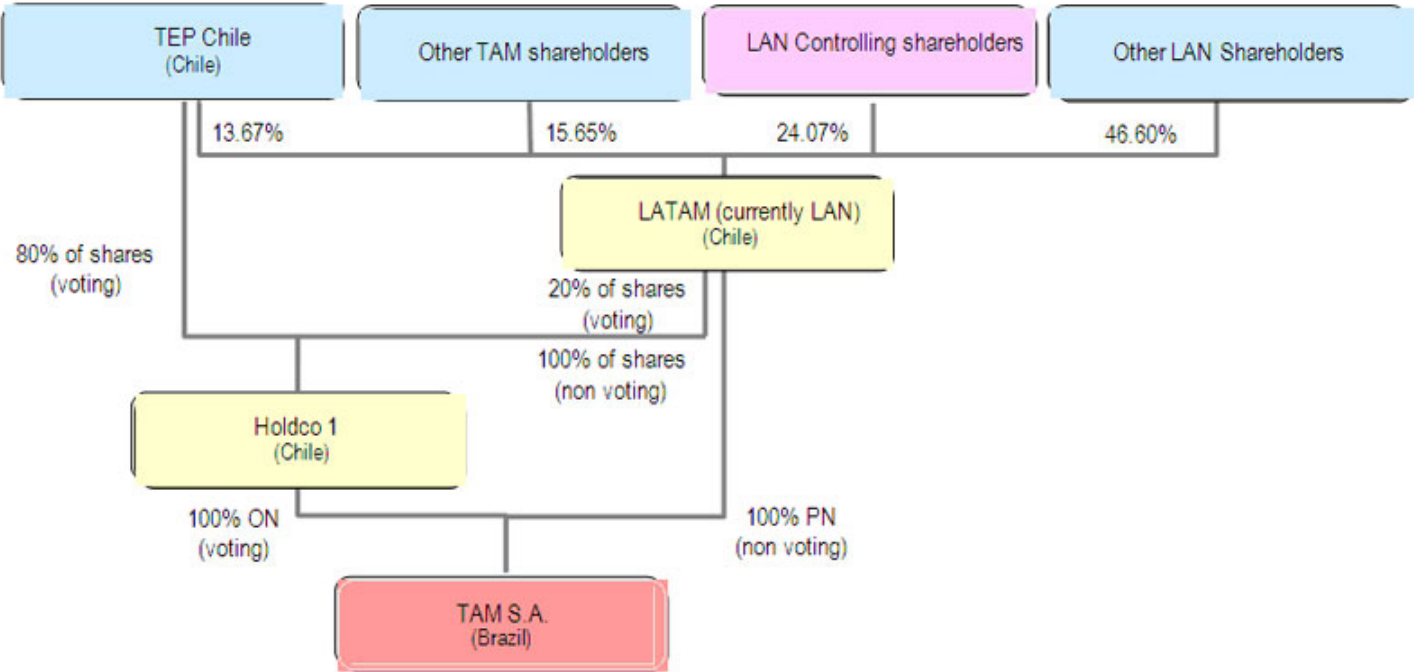 TEP Chile
(Chile)
Other TAM shareholders
LAN Controlling shareholders
Other LAN Shareholders
13.67%
15.65%
24.07%
46.60%
LATAM (currently LAN)
(Chile)
80% of shares
(voting)
20% of shares
(voting)
100% of shares
(non voting)
Holdco 1
(Chile)
100% ON
(voting)
100% PN
(non voting)
TAM S.A.
(Brazil)